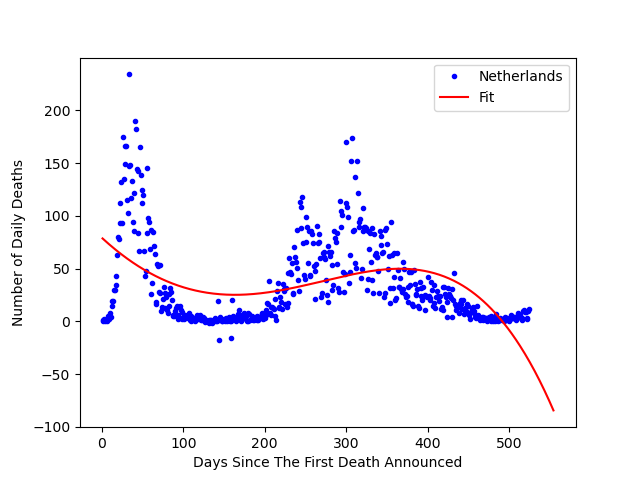 Netherlands
Fit
Number of Daily Deaths
200
150
100
50
0
−50
−100
0 100 200 300 400 500
Days Since The First Death Announced